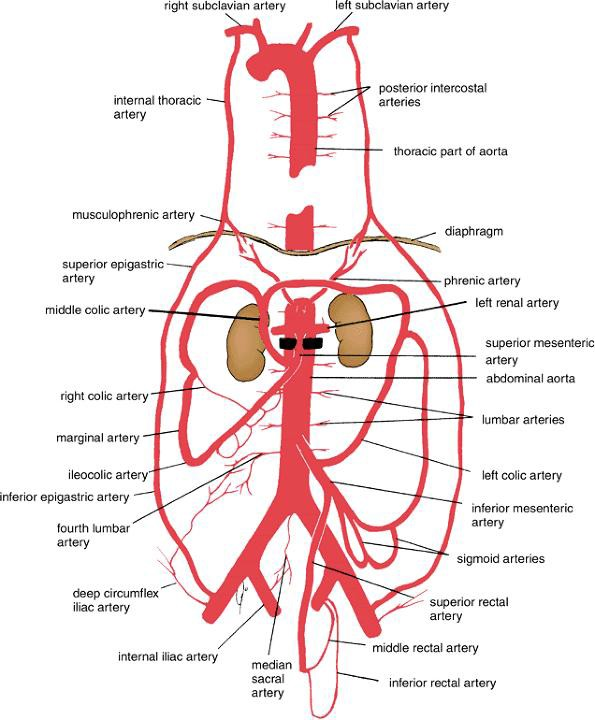 right subclavian artery
left subclavian artery
posterior intercostal
arteries
internal thoracic
artery
thoracic part of aorta
musculophrenic artery
diaphragm
superior epigastric
artery
phrenic artery
middle colic artery
left renal artery
superior mesenteric
artery
abdominal aorta
right colic artery
lumbar arteries
marginal artery
ileocolic artery
left colic artery
inferior epigastric artery
inferior mesenteric
artery
fourth lumbar
artery
sigmoid arteries
deep circumflex
iliac artery
superior rectal
artery
internal iliac artery
median
sacral
artery
middle rectal artery
inferior rectal artery